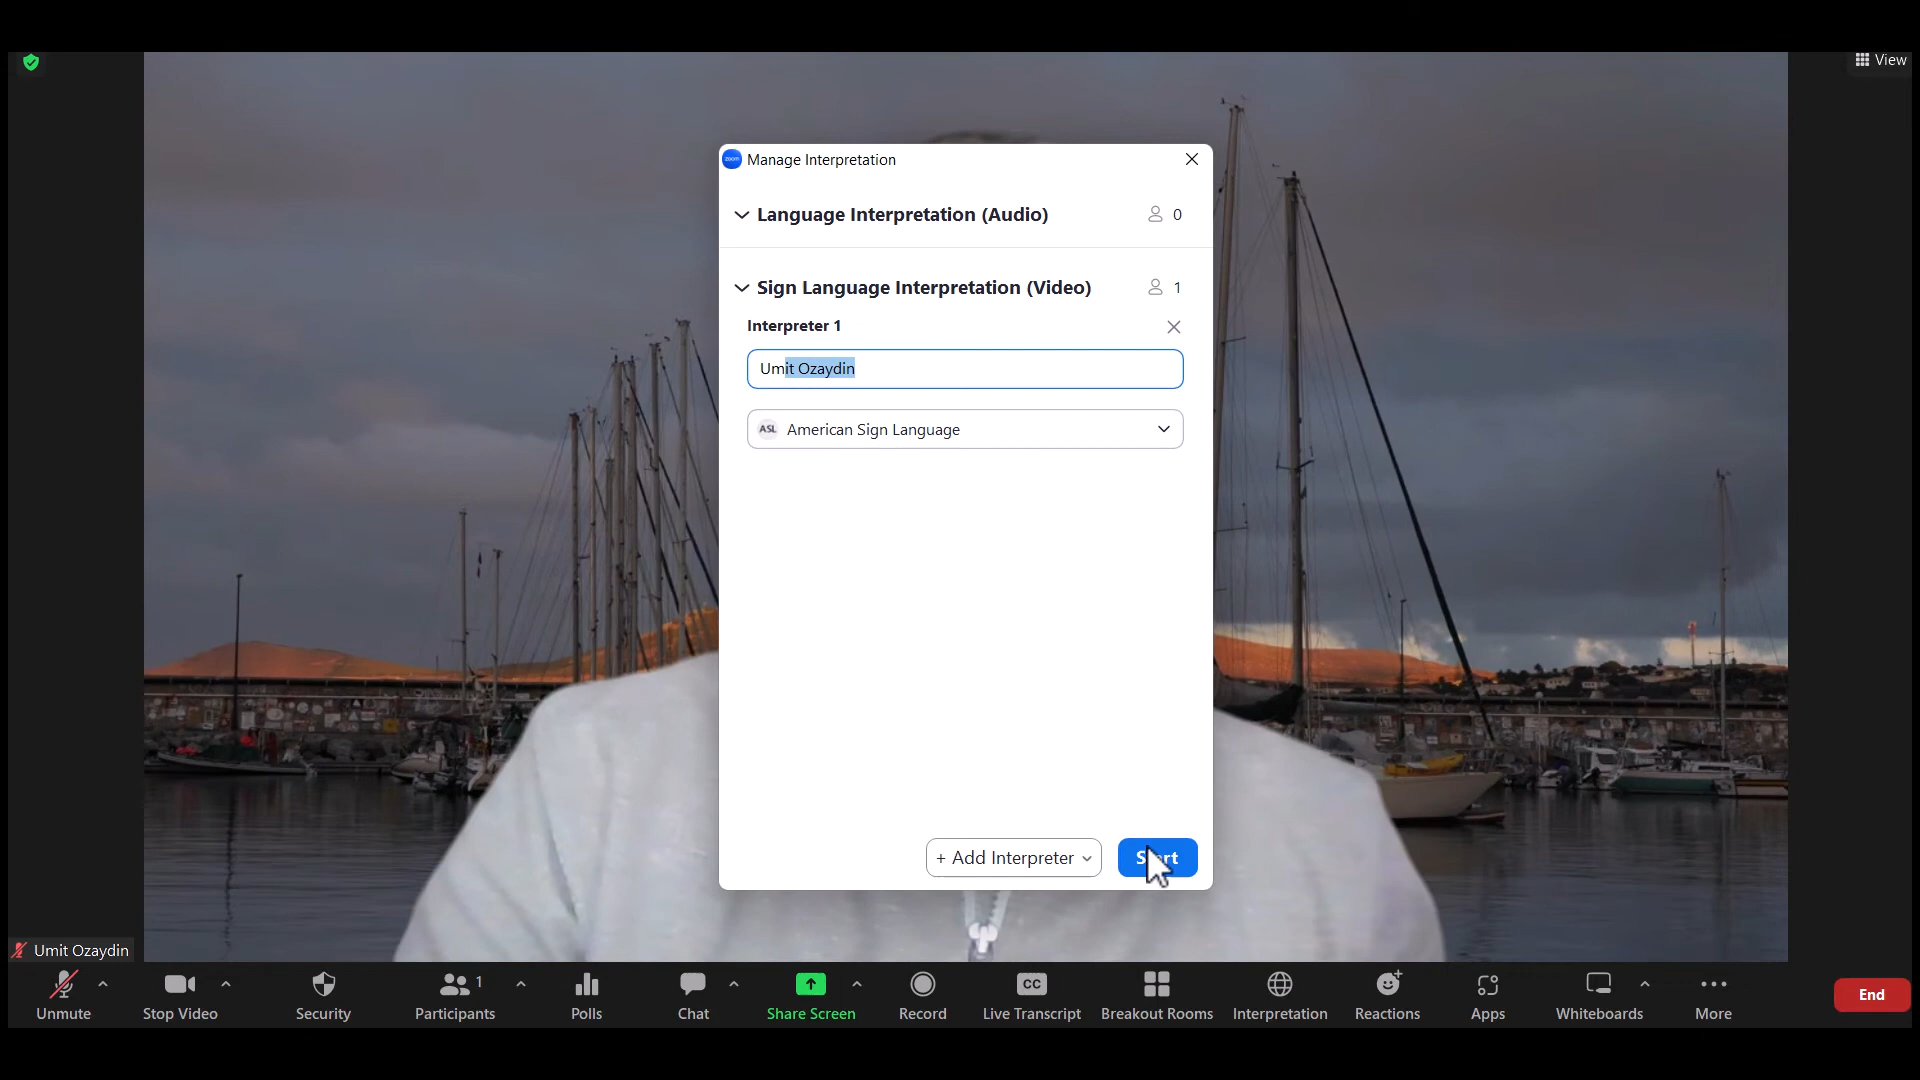 View
zoom Manage Interpretation
Language Interpretation (Audio) 0
Sign Language Interpretation (Video) 1
Interpreter 1
Umit Ozaydin
ASL American Sign Language
+ Add Interpreter
Umit Ozaydin
1
CC
Unmute Stop Video Security Participants Polls Chat Share Screen Record Live Transcript Breakout Rooms Interpretation Reactions Apps Whiteboards More
End